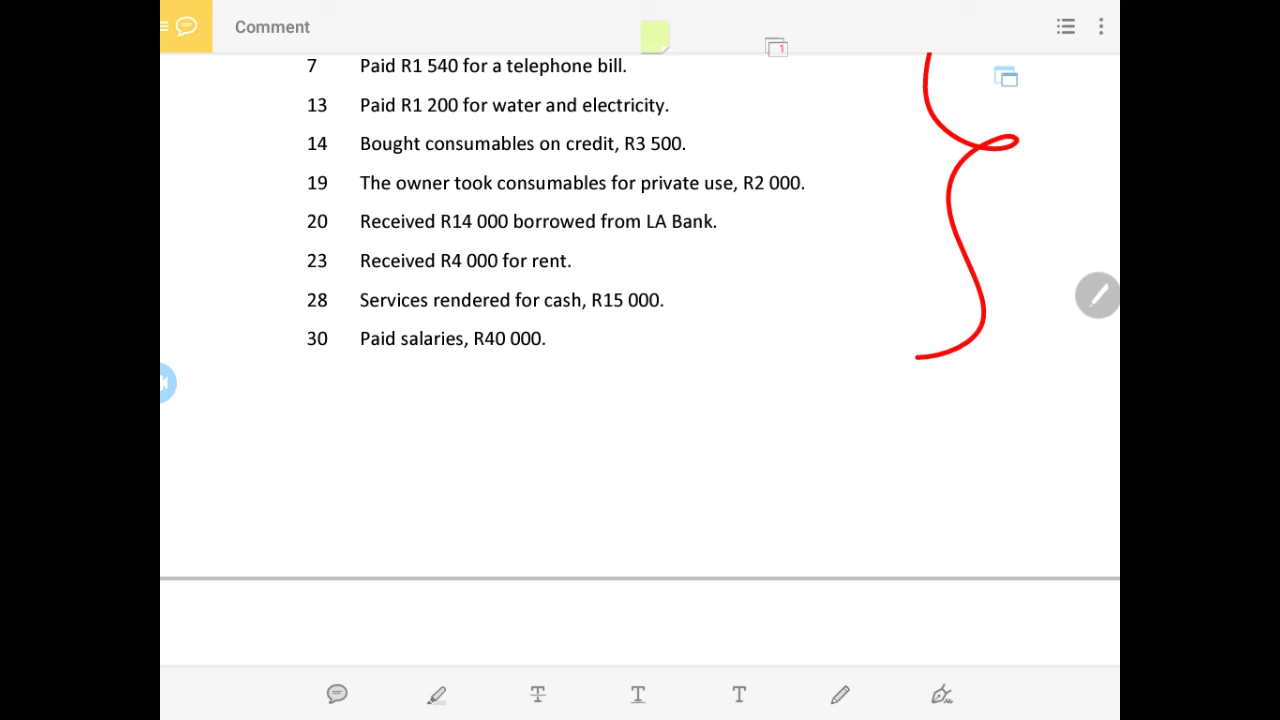 Comment
1
7 Paid R1 540 for a telephone bill.
13 Paid R1 200 for water and electricity.
14 Bought consumables on credit, R3 500.
19 The owner took consumables for private use, R2 000.
20 Received R14 000 borrowed from LA Bank.
23 Received R4 000 for rent.
28 Services rendered for cash, R15 000.
30 Paid salaries, R40 000.
T T T